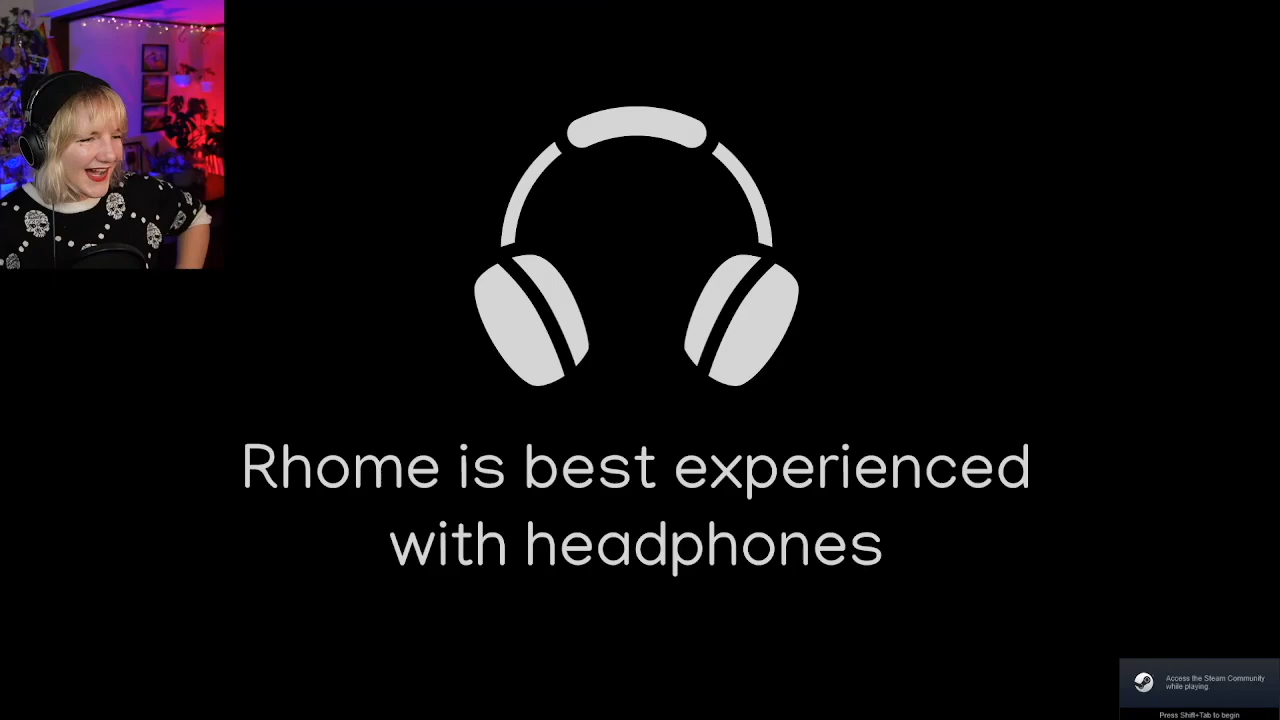 Rhome is best experienced
with headphones
Access the Steam Community
while playing.
Press Shift+Tab to begin